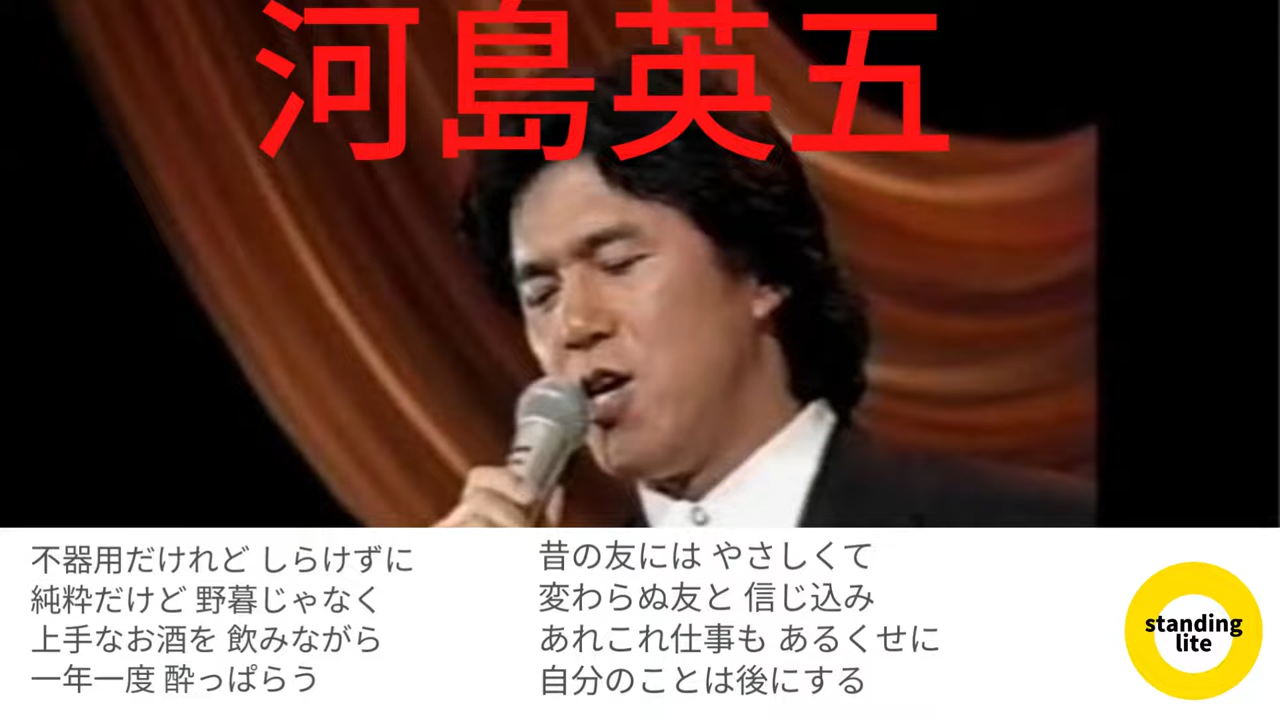 河島英五
不器用だけれど しらけずに
純粋だけど 野暮じゃなく
上手なお酒を 飲みながら
一年一度 酔っぱらう
昔の友には やさしくて
変わらぬ友と 信じ込み
あれこれ仕事も あるくせに
自分のことは後にする
standing
lite